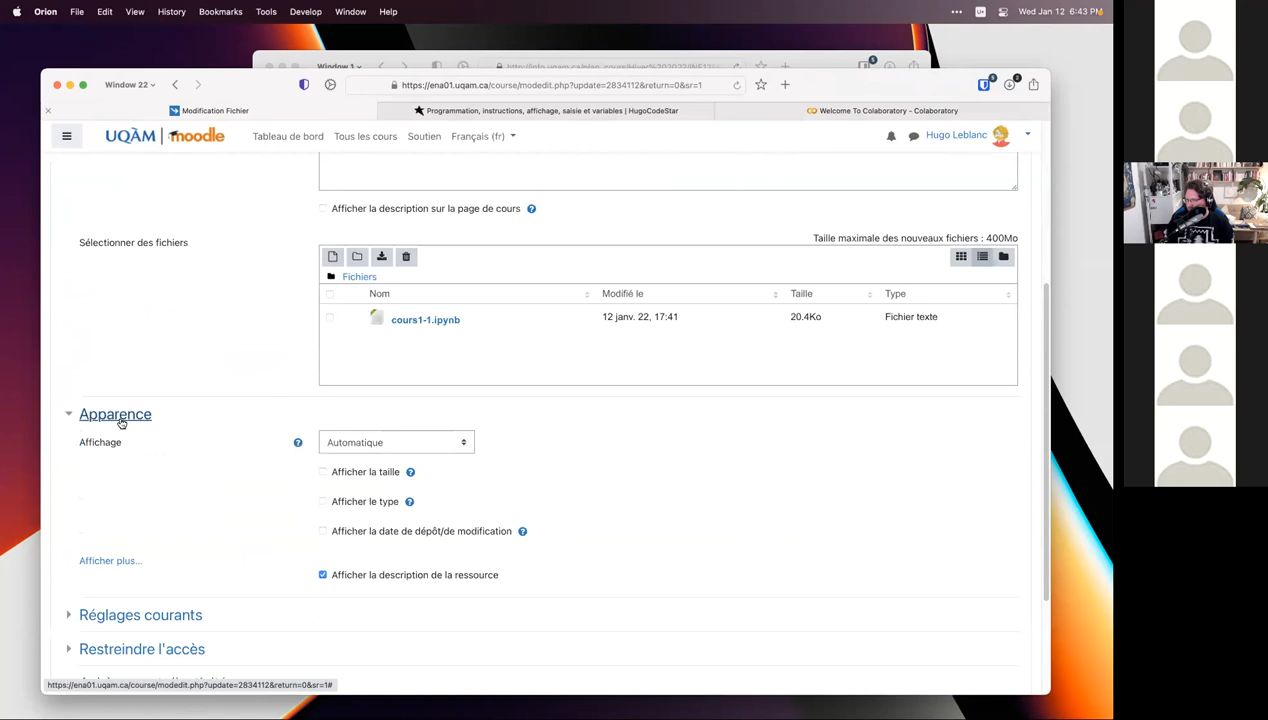 Orion File Edit View History Bookmarks Tools Develop Window Help ••• Wed Jan 12 6:43 PM
Window 1
Window 22 https://ena01.uqam.ca/course/modedit.php?update=2834112&return=0&sr=1
Modification Fichier Programmation, instructions, affichage, saisie et variables | HugoCodeStar Welcome To Colaboratory - Colaboratory
UQÀM | moodle Tableau de bord Tous les cours Soutien Français (fr) Hugo Leblanc
Afficher la description sur la page de cours
Sélectionner des fichiers Taille maximale des nouveaux fichiers : 400Mo
Fichiers
Nom Modifié le Taille Type
cours1-1.ipynb 12 janv. 22, 17:41 20.4Ko Fichier texte
Apparence
Affichage Automatique
Afficher la taille
Afficher le type
Afficher la date de dépôt/de modification
Afficher plus...
Afficher la description de la ressource
Réglages courants
Restreindre l'accès
https://ena01.uqam.ca/course/modedit.php?update=2834112&return=0&sr=1#